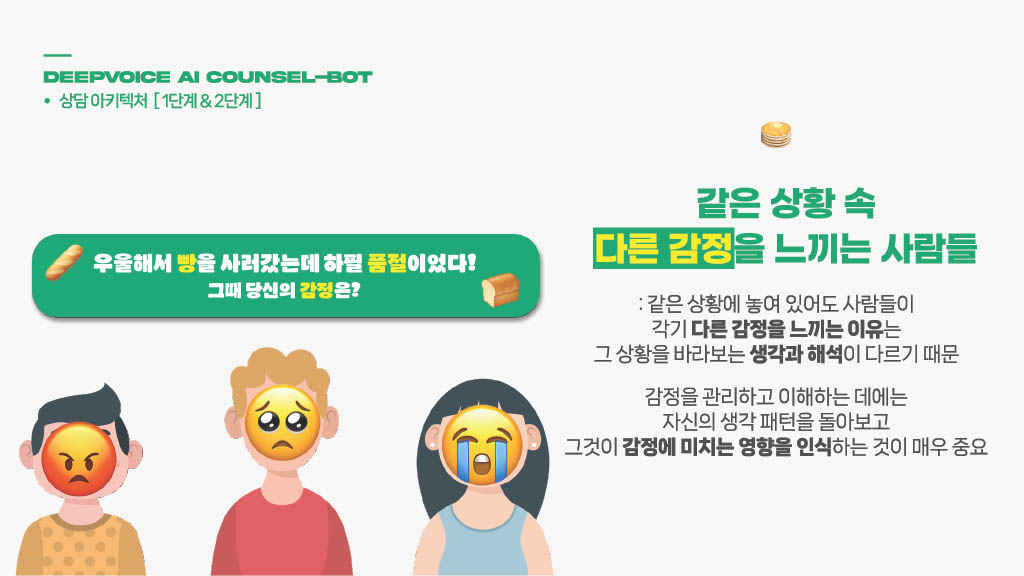 DEEPVOICE AI COUNSEL-BOT
• 상담 아키텍처 [ 1단계 & 2단계 ]
우울해서 빵을 사러갔는데 하필 품절이었다!
그때 당신의 감정은?
같은 상황 속
다른 감정을 느끼는 사람들
: 같은 상황에 놓여 있어도 사람들이
각기 다른 감정을 느끼는 이유는
그 상황을 바라보는 생각과 해석이 다르기 때문
감정을 관리하고 이해하는 데에는
자신의 생각 패턴을 돌아보고
그것이 감정에 미치는 영향을 인식하는 것이 매우 중요